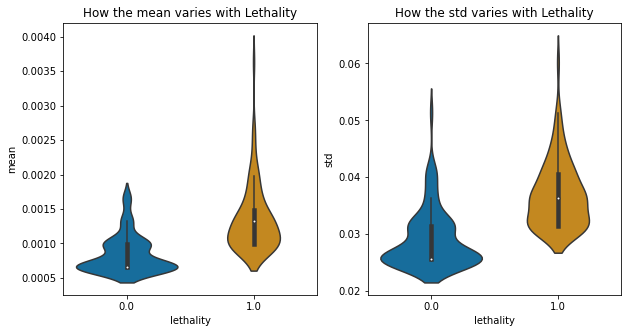 How the mean varies with Lethality
How the std varies with Lethality
0.0040
0.0035
0.0030
0.0025
0.0020
0.0015
0.0010
0.0005
mean
0.0
1.0
lethality
0.06
0.05
0.04
0.03
0.02
std
0.0
1.0
lethality